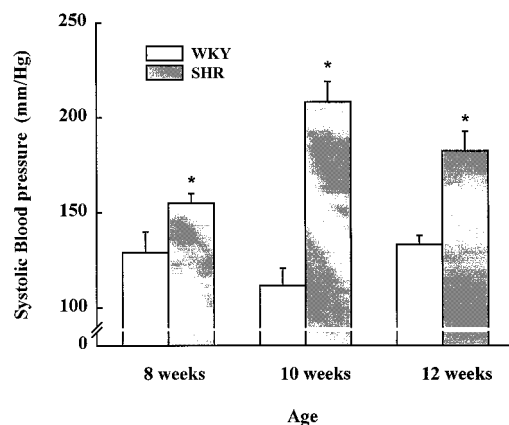 250
WKY
SHR
*
200
*
*
150
100
0
Systolic Blood pressure (mm/Hg)
8 weeks 10 weeks 12 weeks
Age